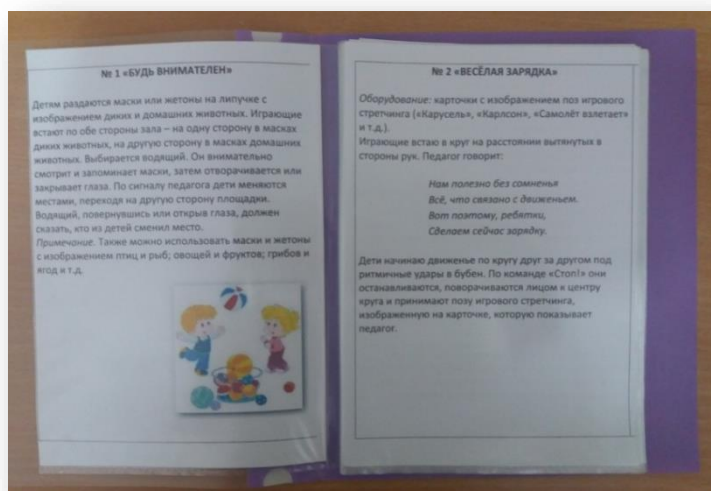 № 1 «БУДЬ ВНИМАТЕЛЕН»
Детям раздаются маски или жетоны на липучке с
изображением диких и домашних животных. Играющие
встают по обе стороны зала – на одну сторону в масках
диких животных, на другую сторону в масках домашних
животных. Выбирается водящий. Он внимательно
смотрит и запоминает маски, затем отворачивается или
закрывает глаза. По сигналу педагога дети меняются
местами, переходя на другую сторону площадки.
Водящий, повернувшись или открыв глаза, должен
сказать, кто из детей сменил место.
Примечание. Также можно использовать маски и жетоны
с изображением птиц и рыб; овощей и фруктов; грибов и
ягод и т.д.
№ 2 «ВЕСЁЛАЯ ЗАРЯДКА»
Оборудование: карточки с изображением поз игрового
стретчинга («Карусель», «Карлсон», «Самолёт взлетает»
и т.д.).
Играющие встаю в круг на расстоянии вытянутых в
стороны рук. Педагог говорит:
Нам полезно без сомненья
Всё, что связано с движеньем.
Вот поэтому, ребятки,
Сделаем сейчас зарядку.
Дети начинаю движенье по кругу друг за другом под
ритмичные удары в бубен. По команде «Стоп!» они
останавливаются, поворачиваются лицом к центру
круга и принимают позу игрового стретчинга,
изображенную на карточке, которую показывает
педагог.